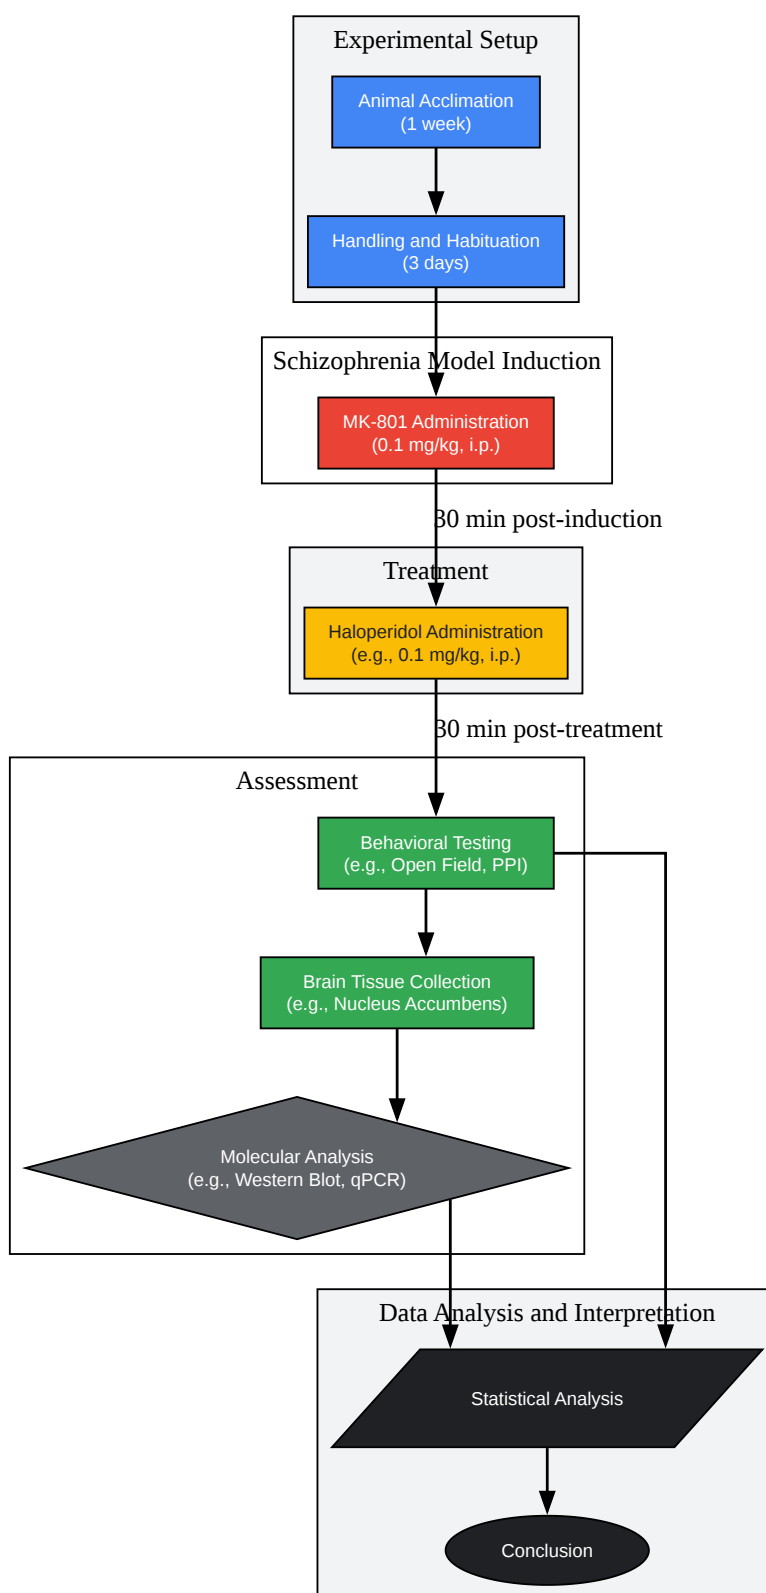 Experimental Setup
Animal Acclimation
(1 week)
Handling and Habituation
(3 days)
Schizophrenia Model Induction
MK-801 Administration
(0.1 mg/kg, i.p.)
30 min post-induction
Treatment
Haloperidol Administration
(e.g., 0.1 mg/kg, i.p.)
30 min post-treatment
Assessment
Behavioral Testing
(e.g., Open Field, PPI)
Brain Tissue Collection
(e.g., Nucleus Accumbens)
Molecular Analysis
(e.g., Western Blot, qPCR)
Data Analysis and Interpretation
Statistical Analysis
Conclusion